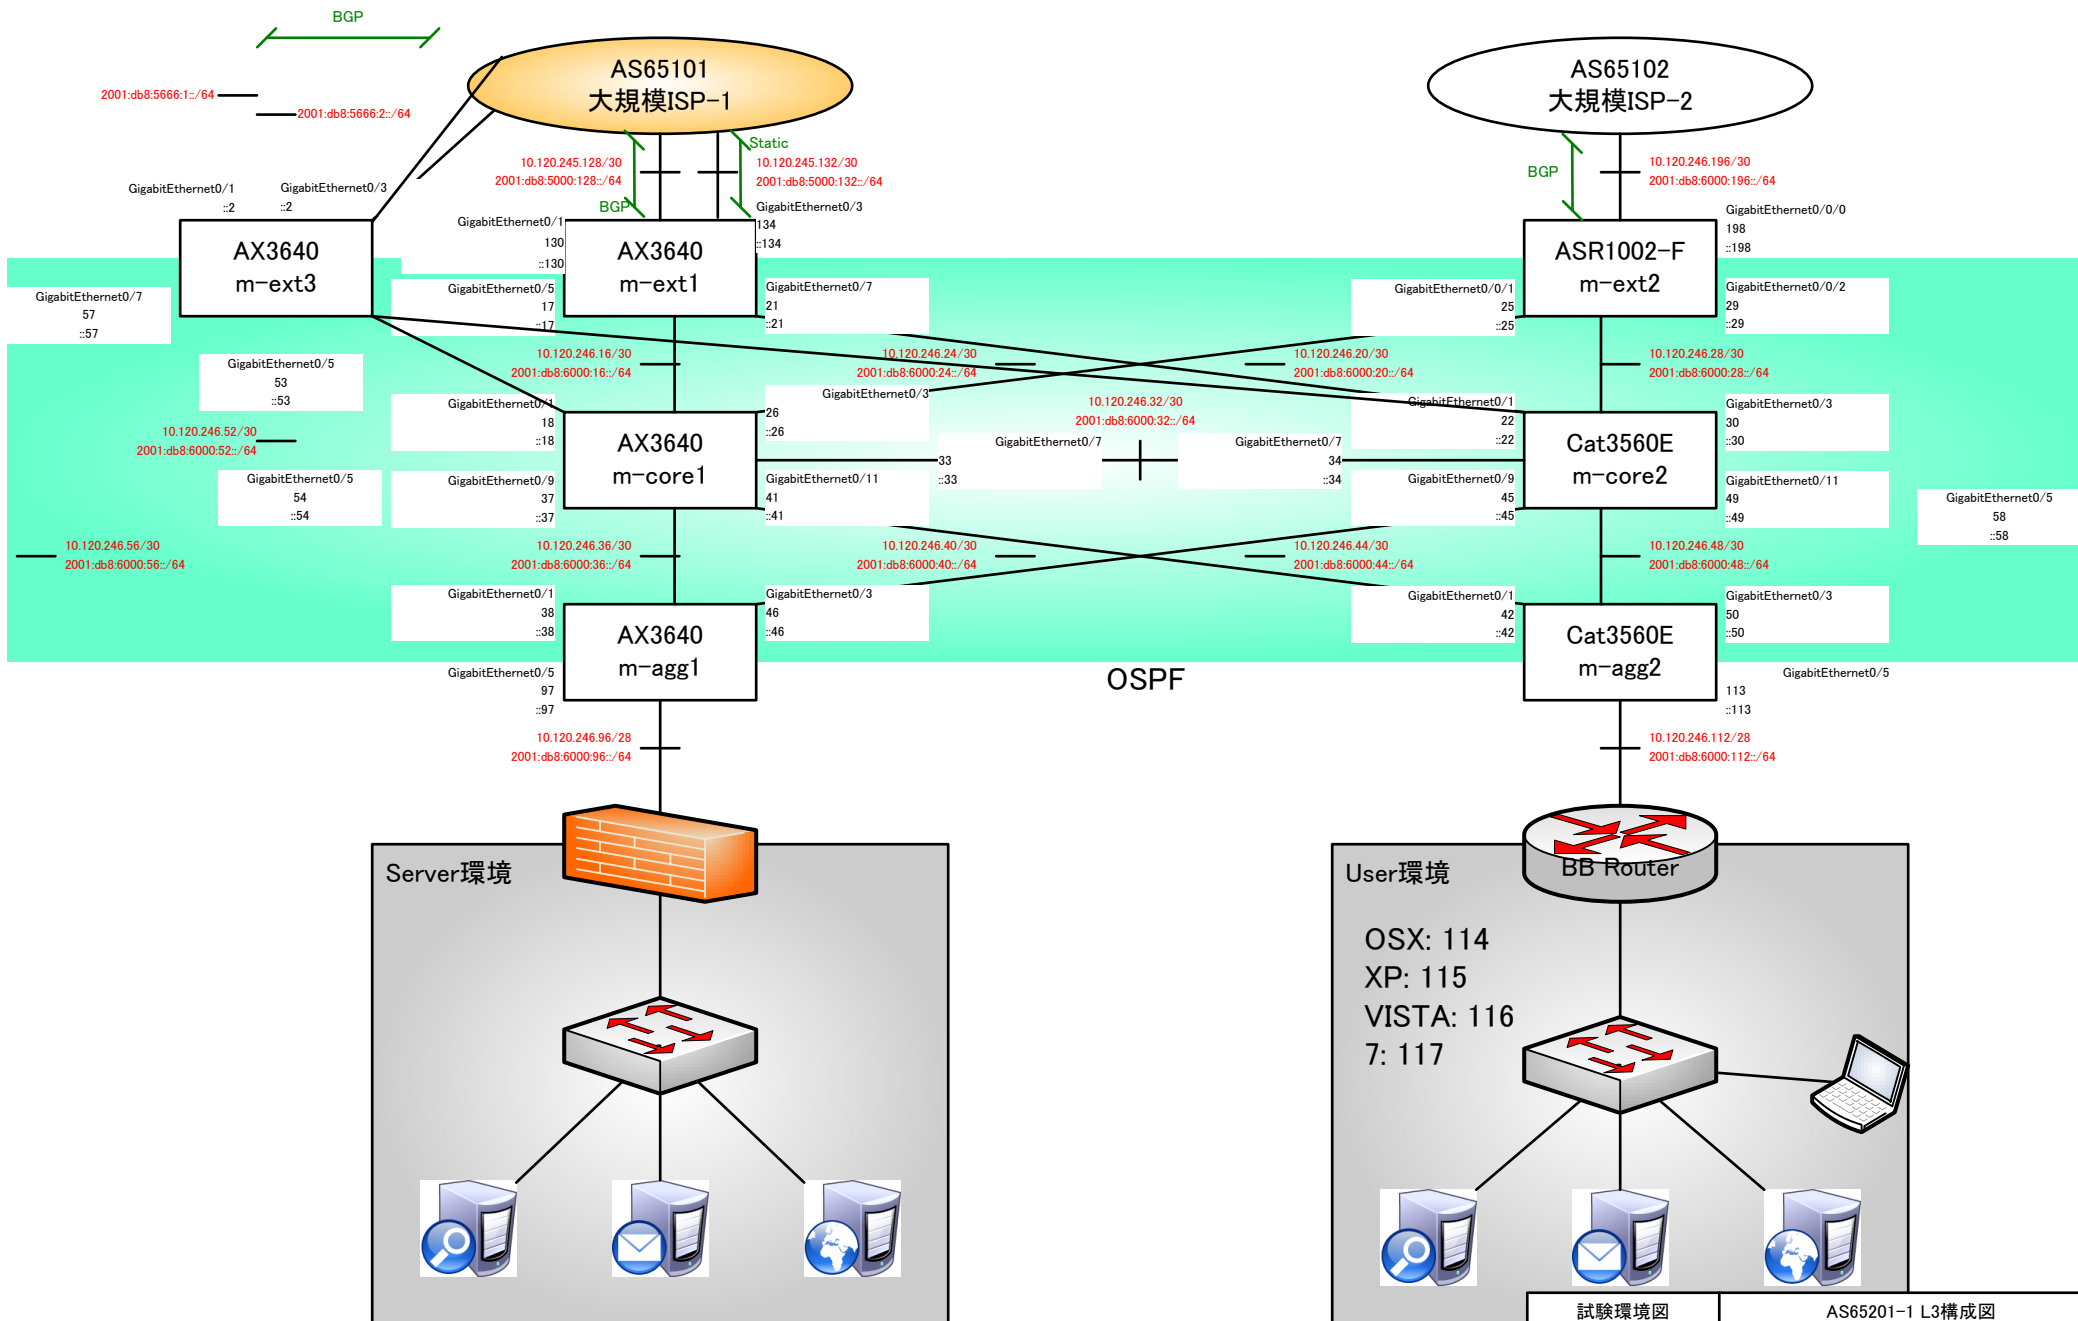 BGP
AS65101
大規模ISP-1
AS65102
大規模ISP-2
2001:db8:5666:1::/64
2001:db8:5666:2::/64
Static
10.120.245.128/30
2001:db8:5000:128::/64
10.120.245.132/30
2001:db8:5000:132::/64
BGP
10.120.246.196/30
2001:db8:6000:196::/64
BGP
GigabitEthernet0/1
::2
GigabitEthernet0/3
::2
GigabitEthernet0/1
130
::130
GigabitEthernet0/3
134
::134
GigabitEthernet0/0/0
198
::198
AX3640
m-ext3
AX3640
m-ext1
ASR1002-F
m-ext2
GigabitEthernet0/7
57
::57
GigabitEthernet0/5
17
::17
GigabitEthernet0/7
21
::21
GigabitEthernet0/0/1
25
::25
GigabitEthernet0/0/2
29
::29
10.120.246.16/30
2001:db8:6000:16::/64
10.120.246.24/30
2001:db8:6000:24::/64
10.120.246.20/30
2001:db8:6000:20::/64
10.120.246.28/30
2001:db8:6000:28::/64
GigabitEthernet0/5
53
::53
GigabitEthernet0/1
18
::18
GigabitEthernet0/3
26
::26
10.120.246.32/30
2001:db8:6000:32::/64
GigabitEthernet0/1
22
::22
GigabitEthernet0/3
30
::30
10.120.246.52/30
2001:db8:6000:52::/64
AX3640
m-core1
GigabitEthernet0/7
33
::33
GigabitEthernet0/7
34
::34
Cat3560E
m-core2
GigabitEthernet0/5
54
::54
GigabitEthernet0/9
37
::37
GigabitEthernet0/11
41
::41
GigabitEthernet0/9
45
::45
GigabitEthernet0/11
49
::49
GigabitEthernet0/5
58
::58
10.120.246.56/30
2001:db8:6000:56::/64
10.120.246.36/30
2001:db8:6000:36::/64
10.120.246.40/30
2001:db8:6000:40::/64
10.120.246.44/30
2001:db8:6000:44::/64
10.120.246.48/30
2001:db8:6000:48::/64
GigabitEthernet0/1
38
::38
GigabitEthernet0/3
46
::46
GigabitEthernet0/1
42
::42
GigabitEthernet0/3
50
::50
AX3640
m-agg1
Cat3560E
m-agg2
OSPF
GigabitEthernet0/5
97
::97
GigabitEthernet0/5
113
::113
10.120.246.96/28
2001:db8:6000:96::/64
10.120.246.112/28
2001:db8:6000:112::/64
Server環境
User環境
BB Router
OSX: 114
XP: 115
VISTA: 116
7: 117
試験環境図
AS65201-1 L3構成図